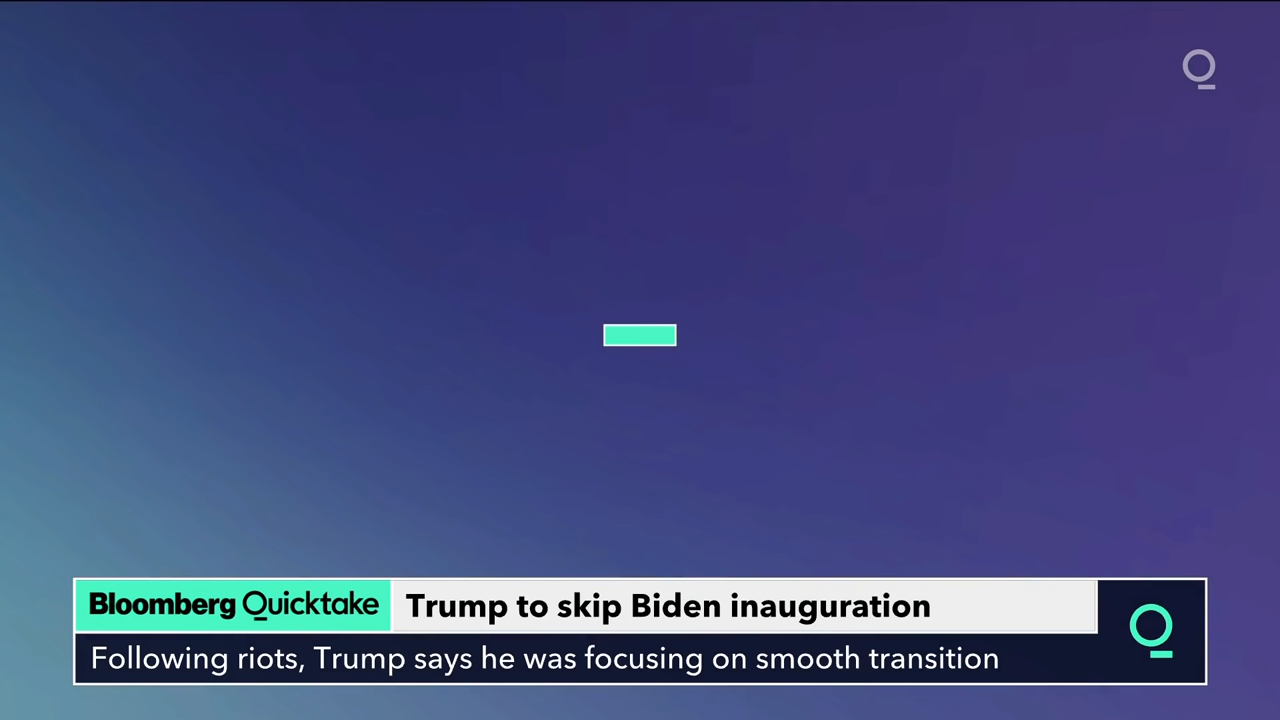 Bloomberg Quicktake Trump to skip Biden inauguration
Following riots, Trump says he was focusing on smooth transition